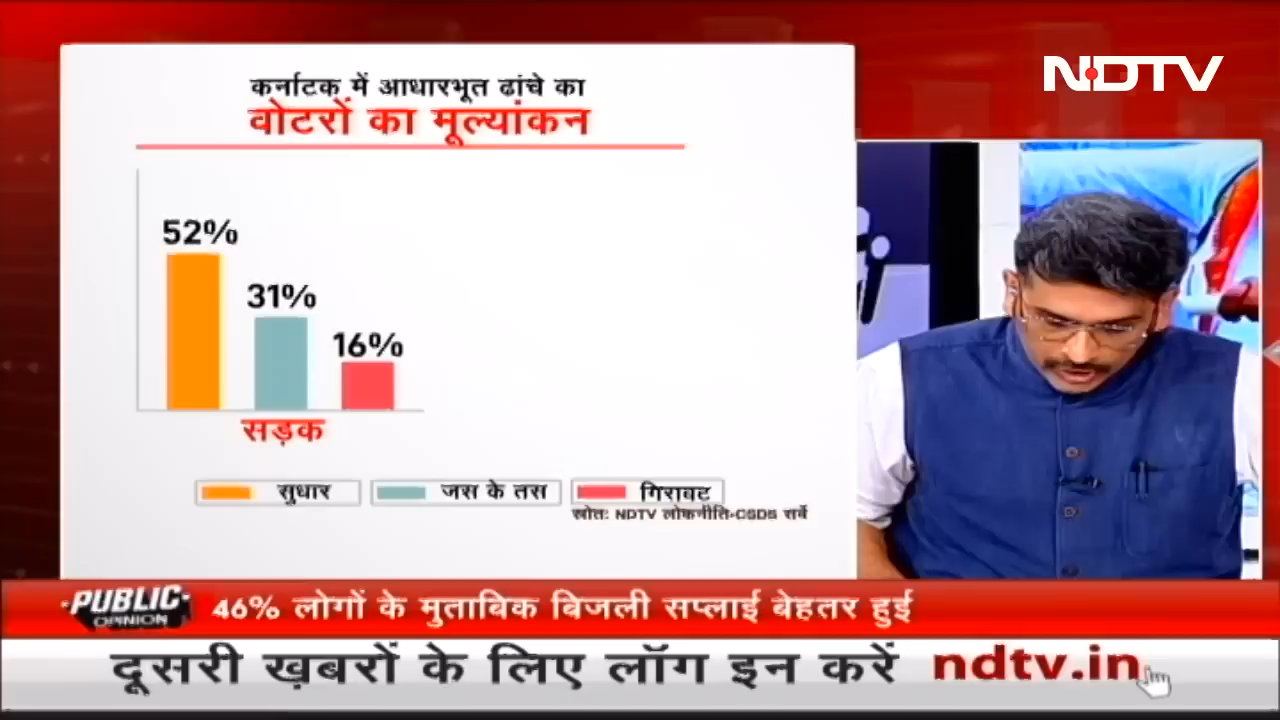 कर्नाटक में आधारभूत ढांचे का
वोटरों का मूल्यांकन
NDTV
52%
31%
16%
सड़क
सुधार
जस के तस
गिरावट
स्रोत: NDTV लोकनीति-CSDS सर्वे
PUBLIC OPINION
46% लोगों के मुताबिक बिजली सप्लाई बेहतर हुई
दूसरी ख़बरों के लिए लॉग इन करें ndtv.in